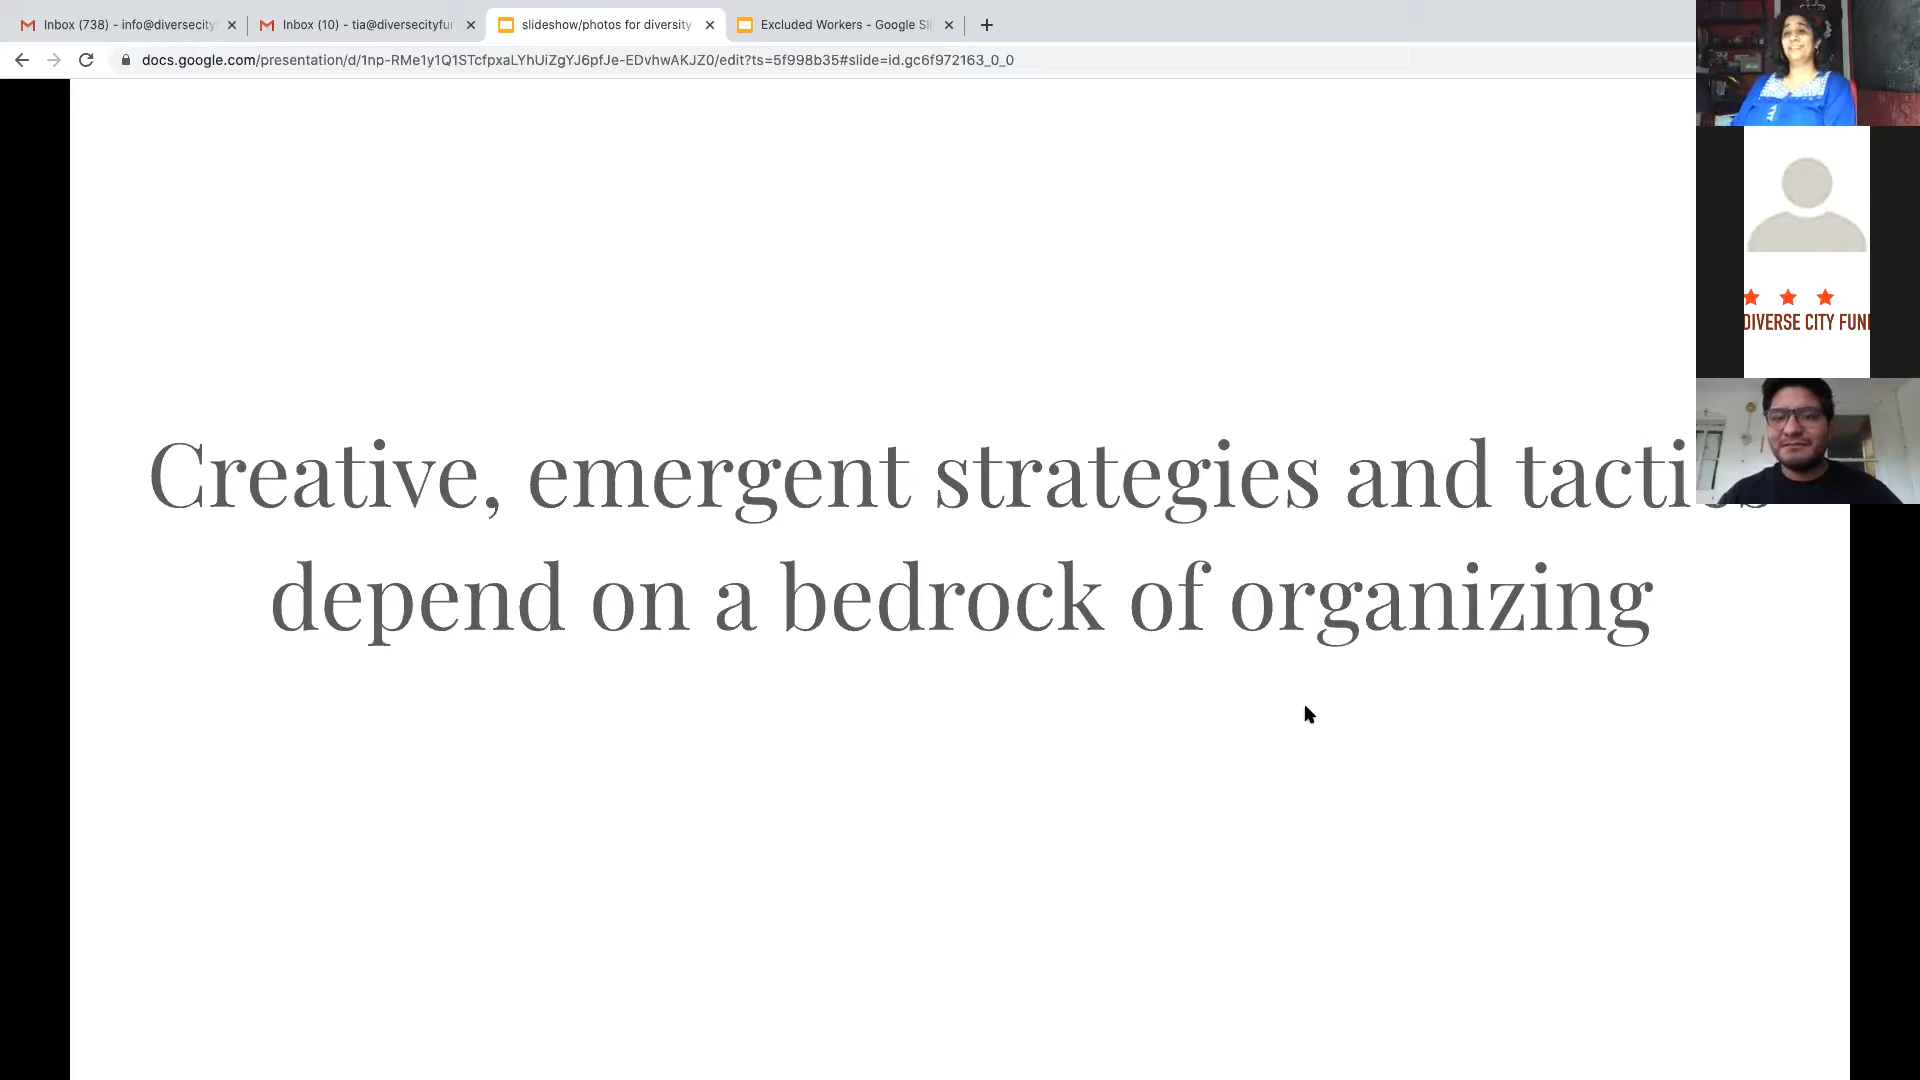 Inbox (738) - info@diversecity
Inbox (10) - tia@diversecityfur
slideshow/photos for diversity
Excluded Workers - Google Sl
docs.google.com/presentation/d/1np-RMe1y1Q1STcfpxaLYhUiZgYJ6pfJe-EDvhwAKJZ0/edit?ts=5f998b35#slide=id.gc6f972163_0_0
DIVERSE CITY FUN
Creative, emergent strategies and tactics
depend on a bedrock of organizing